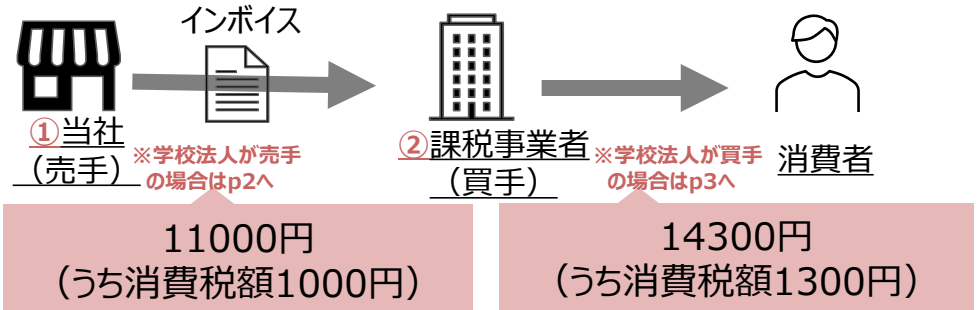 インボイス
①当社
（売手）
※学校法人が売手
の場合はp2へ
②課税事業者
（買手）
※学校法人が買手
の場合はp3へ
消費者
11000円
（うち消費税額1000円）
14300円
（うち消費税額1300円）